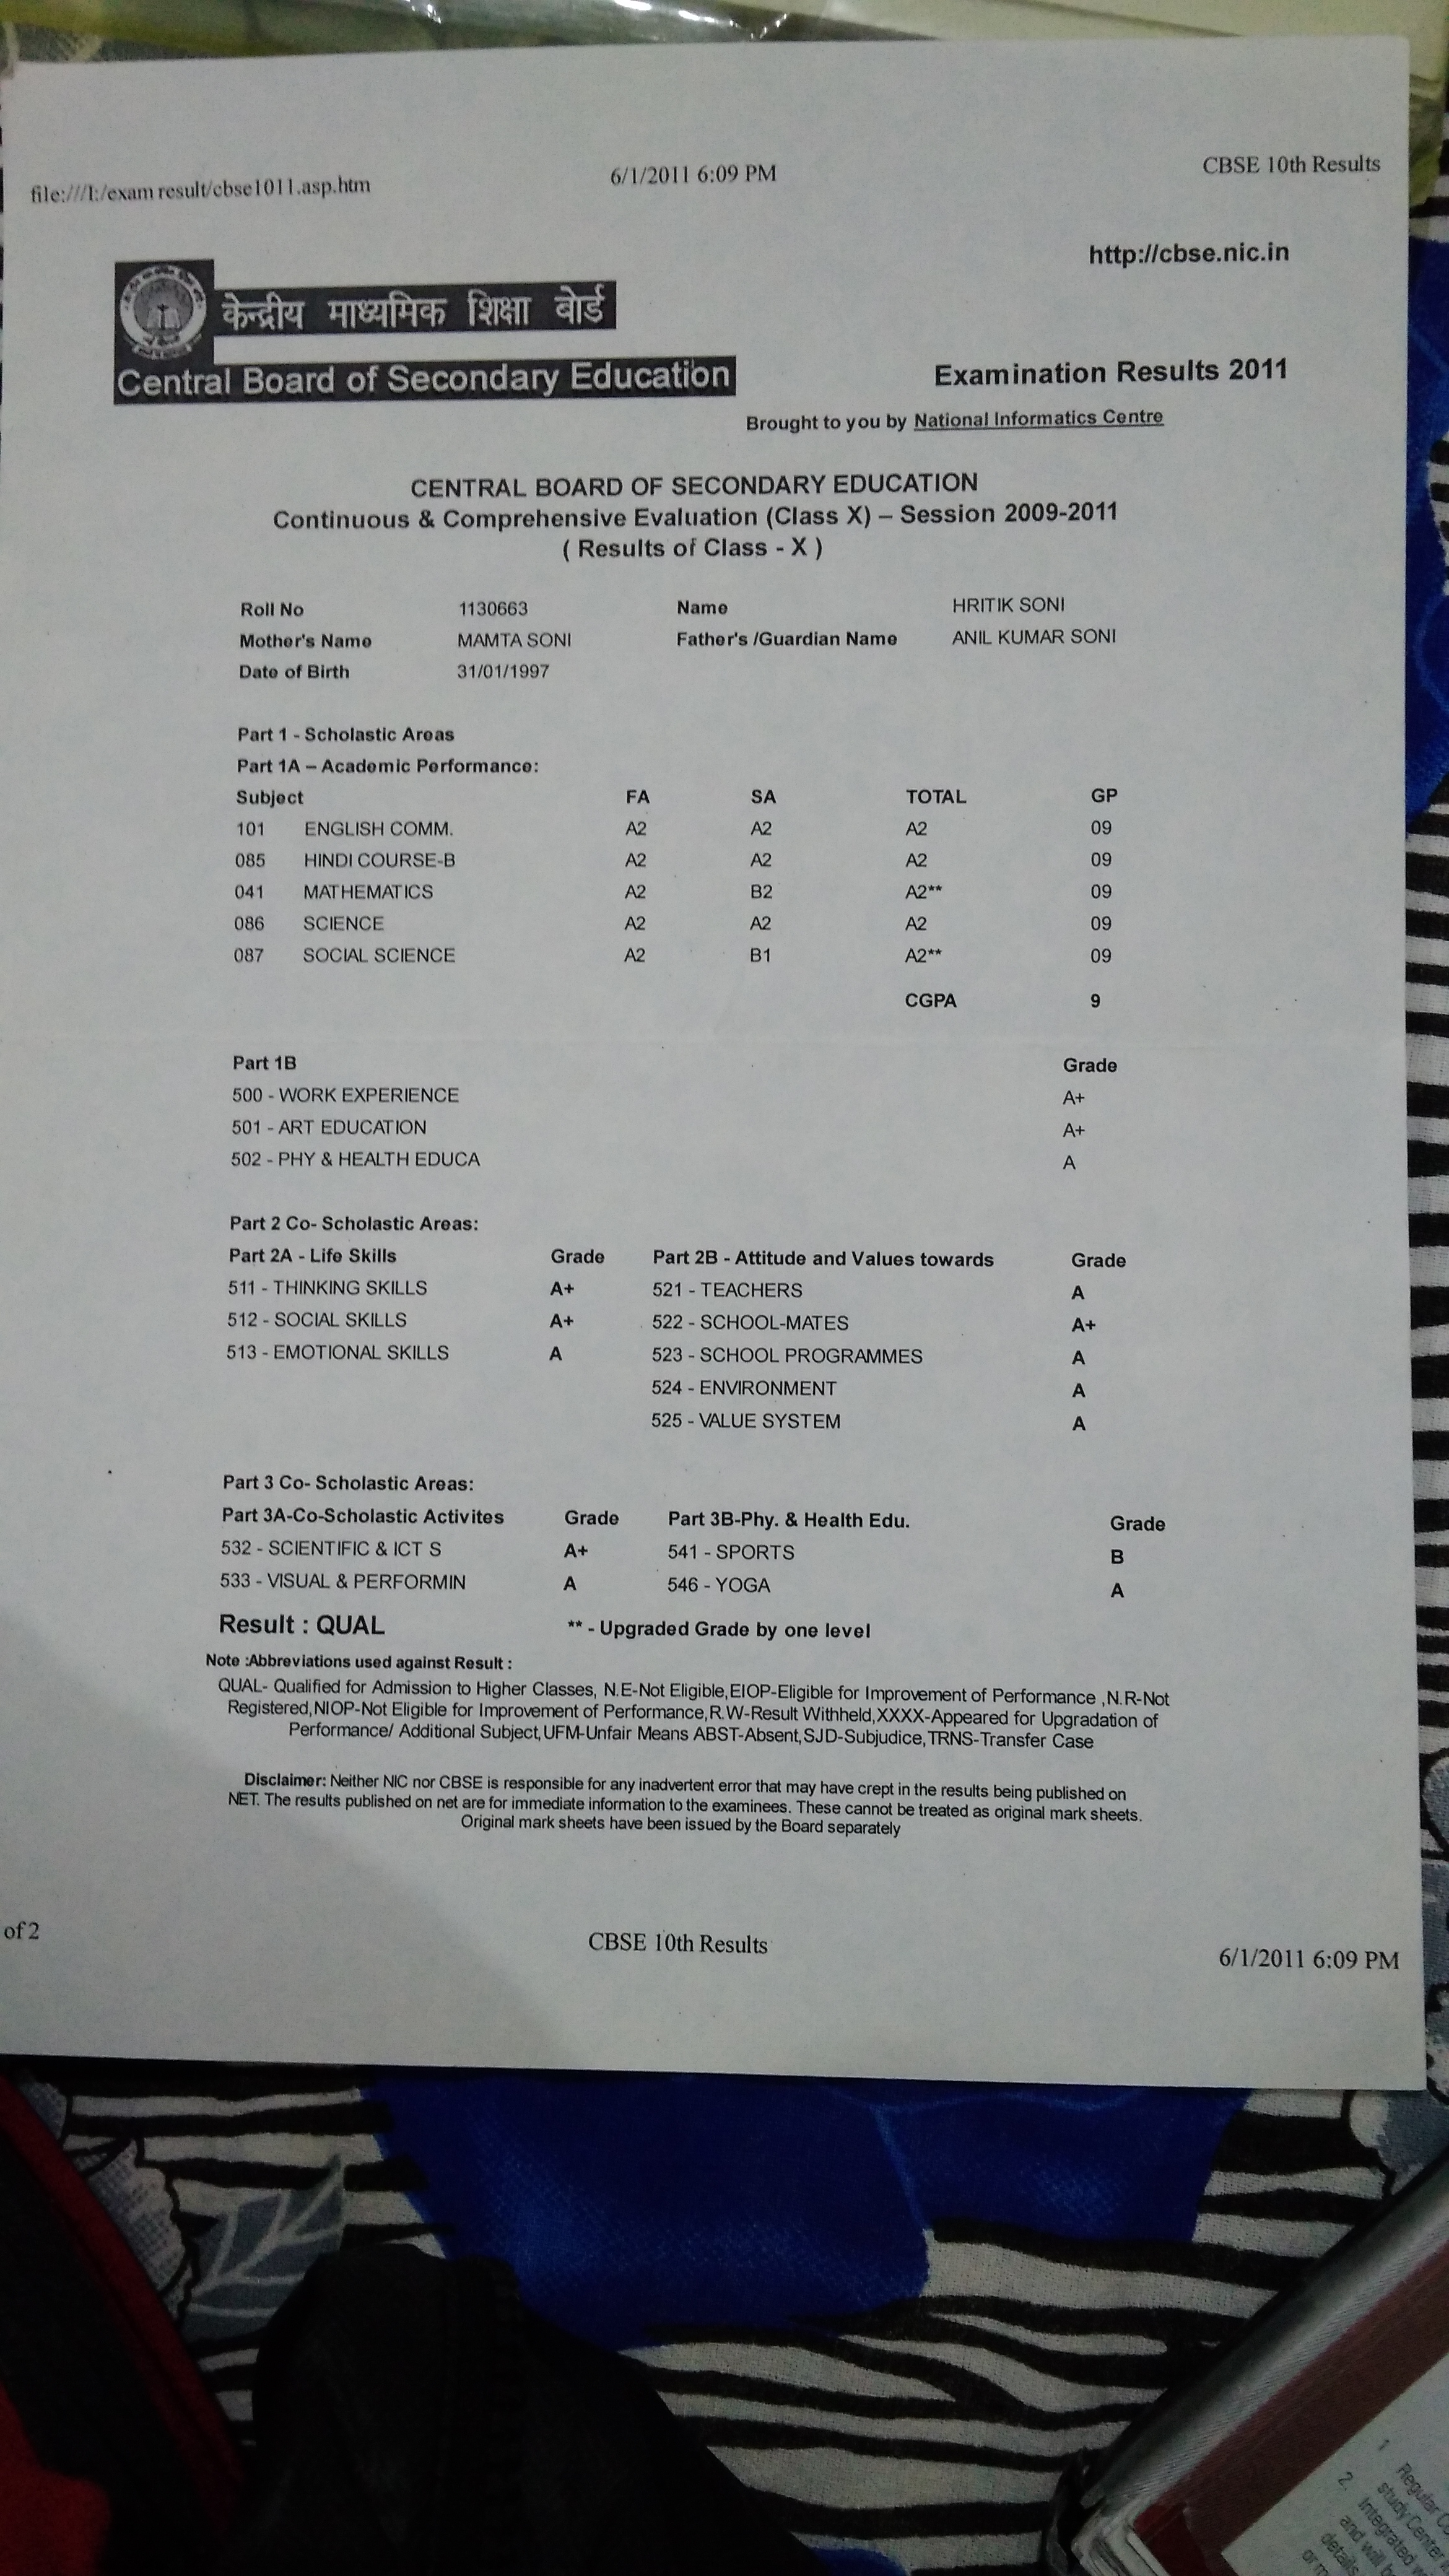 file:///I:/exam result/cbse1011.asp.htm 6/1/2011 6:09 PM CBSE 10th Results
http://cbse.nic.in
केन्द्रीय माध्यमिक शिक्षा बोर्ड
Central Board of Secondary Education Examination Results 2011
Brought to you by National Informatics Centre
CENTRAL BOARD OF SECONDARY EDUCATION
Continuous & Comprehensive Evaluation (Class X) – Session 2009-2011
( Results of Class - X )
Roll No 1130663 Name HRITIK SONI
Mother's Name MAMTA SONI Father's /Guardian Name ANIL KUMAR SONI
Date of Birth 31/01/1997
Part 1 - Scholastic Areas
Part 1A – Academic Performance:
Subject FA SA TOTAL GP
101 ENGLISH COMM. A2 A2 A2 09
085 HINDI COURSE-B A2 A2 A2 09
041 MATHEMATICS A2 B2 A2** 09
086 SCIENCE A2 A2 A2 09
087 SOCIAL SCIENCE A2 B1 A2** 09
CGPA 9
Part 1B Grade
500 - WORK EXPERIENCE A+
501 - ART EDUCATION A+
502 - PHY & HEALTH EDUCA A
Part 2 Co- Scholastic Areas:
Part 2A - Life Skills Grade Part 2B - Attitude and Values towards Grade
511 - THINKING SKILLS A+ 521 - TEACHERS A
512 - SOCIAL SKILLS A+ 522 - SCHOOL-MATES A+
513 - EMOTIONAL SKILLS A 523 - SCHOOL PROGRAMMES A
524 - ENVIRONMENT A
525 - VALUE SYSTEM A
Part 3 Co- Scholastic Areas:
Part 3A-Co-Scholastic Activites Grade Part 3B-Phy. & Health Edu. Grade
532 - SCIENTIFIC & ICT S A+ 541 - SPORTS B
533 - VISUAL & PERFORMIN A 546 - YOGA A
Result : QUAL ** - Upgraded Grade by one level
Note :Abbreviations used against Result :
QUAL- Qualified for Admission to Higher Classes, N.E-Not Eligible,EIOP-Eligible for Improvement of Performance ,N.R-Not
Registered,NIOP-Not Eligible for Improvement of Performance,R.W-Result Withheld,XXXX-Appeared for Upgradation of
Performance/ Additional Subject,UFM-Unfair Means ABST-Absent,SJD-Subjudice,TRNS-Transfer Case
Disclaimer: Neither NIC nor CBSE is responsible for any inadvertent error that may have crept in the results being published on
NET. The results published on net are for immediate information to the examinees. These cannot be treated as original mark sheets.
Original mark sheets have been issued by the Board separately
of 2 CBSE 10th Results 6/1/2011 6:09 PM
1 Regular
study Center
2. Integrated
and will